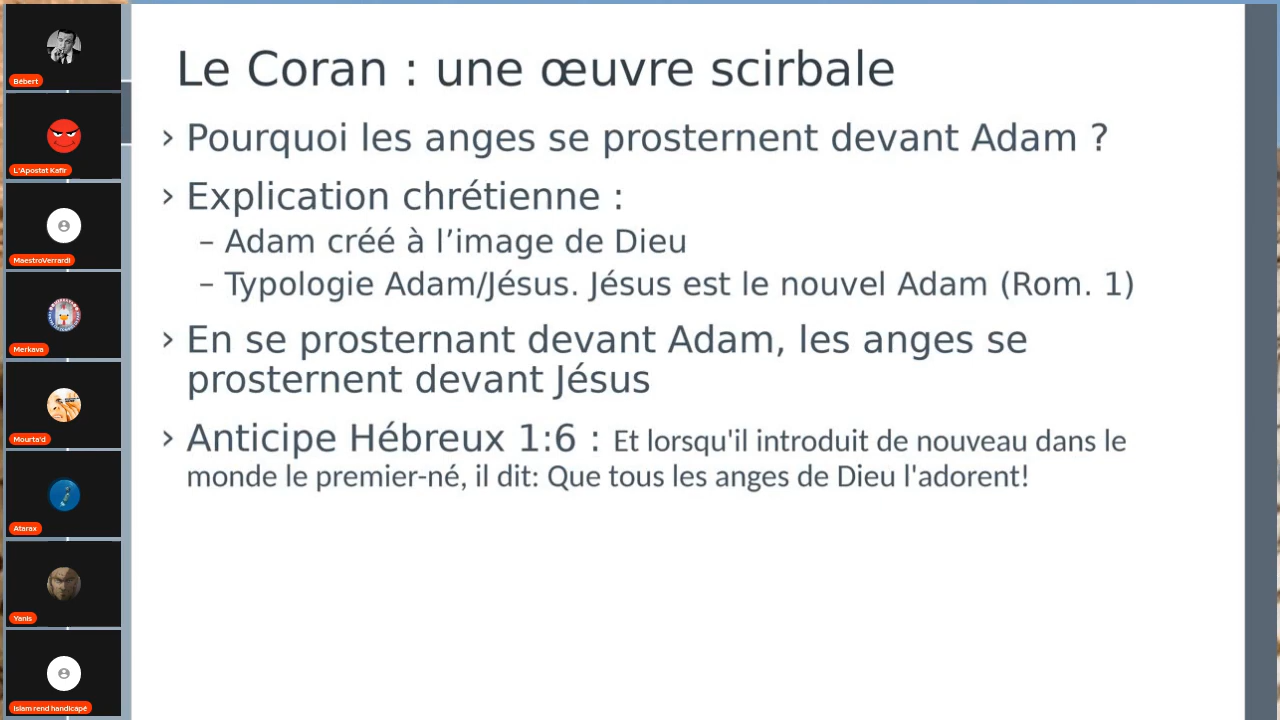 Bébert
L'Apostat Kafir
MaestroVerrardi
Merkava
Mourta'd
Atarax
Yanis
Islam rend handicapé
Le Coran : une œuvre scirbale
› Pourquoi les anges se prosternent devant Adam ?
› Explication chrétienne :
– Adam créé à l’image de Dieu
– Typologie Adam/Jésus. Jésus est le nouvel Adam (Rom. 1)
› En se prosternant devant Adam, les anges se
prosternent devant Jésus
› Anticipe Hébreux 1:6 : Et lorsqu'il introduit de nouveau dans le
monde le premier-né, il dit: Que tous les anges de Dieu l'adorent!